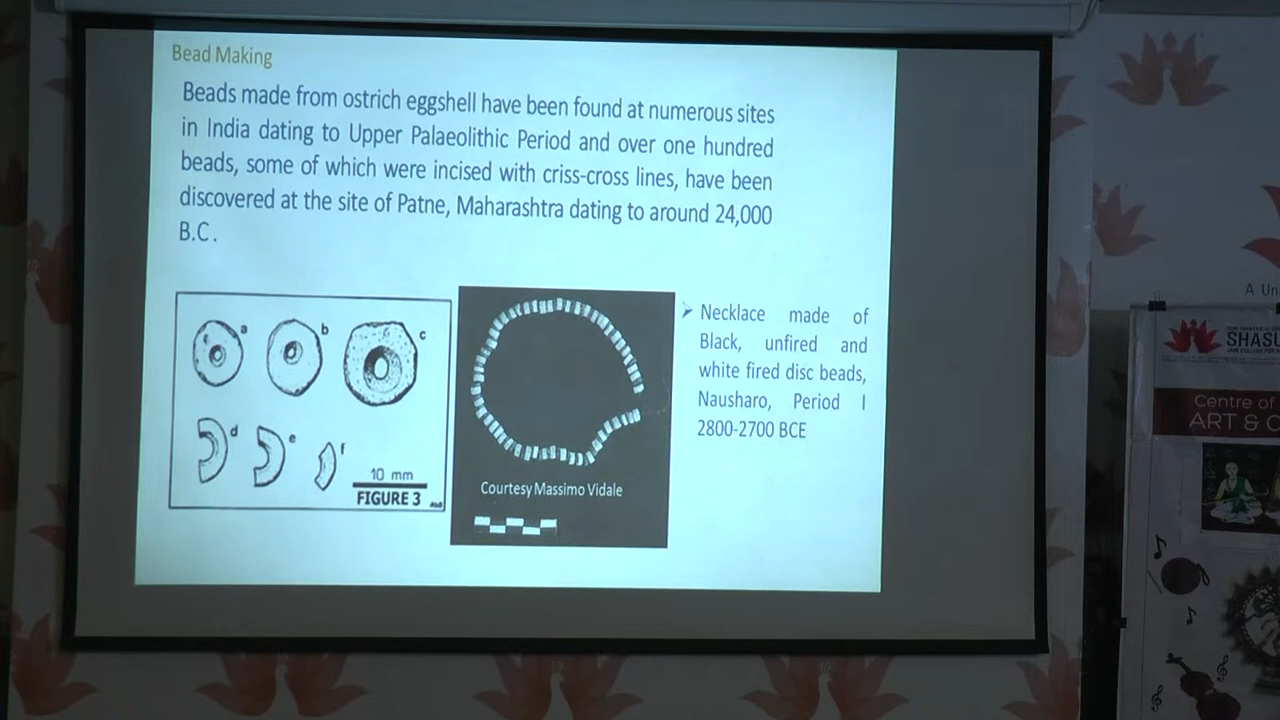 Bead Making
Beads made from ostrich eggshell have been found at numerous sites
in India dating to Upper Palaeolithic Period and over one hundred
beads, some of which were incised with criss-cross lines, have been
discovered at the site of Patne, Maharashtra dating to around 24,000
B.C.
a b c
d e f
10 mm
FIGURE 3
Courtesy Massimo Vidale
➢ Necklace made of
Black, unfired and
white fired disc beads,
Nausharo, Period I
2800-2700 BCE
A Un
SHASU
Centre of
ART & C